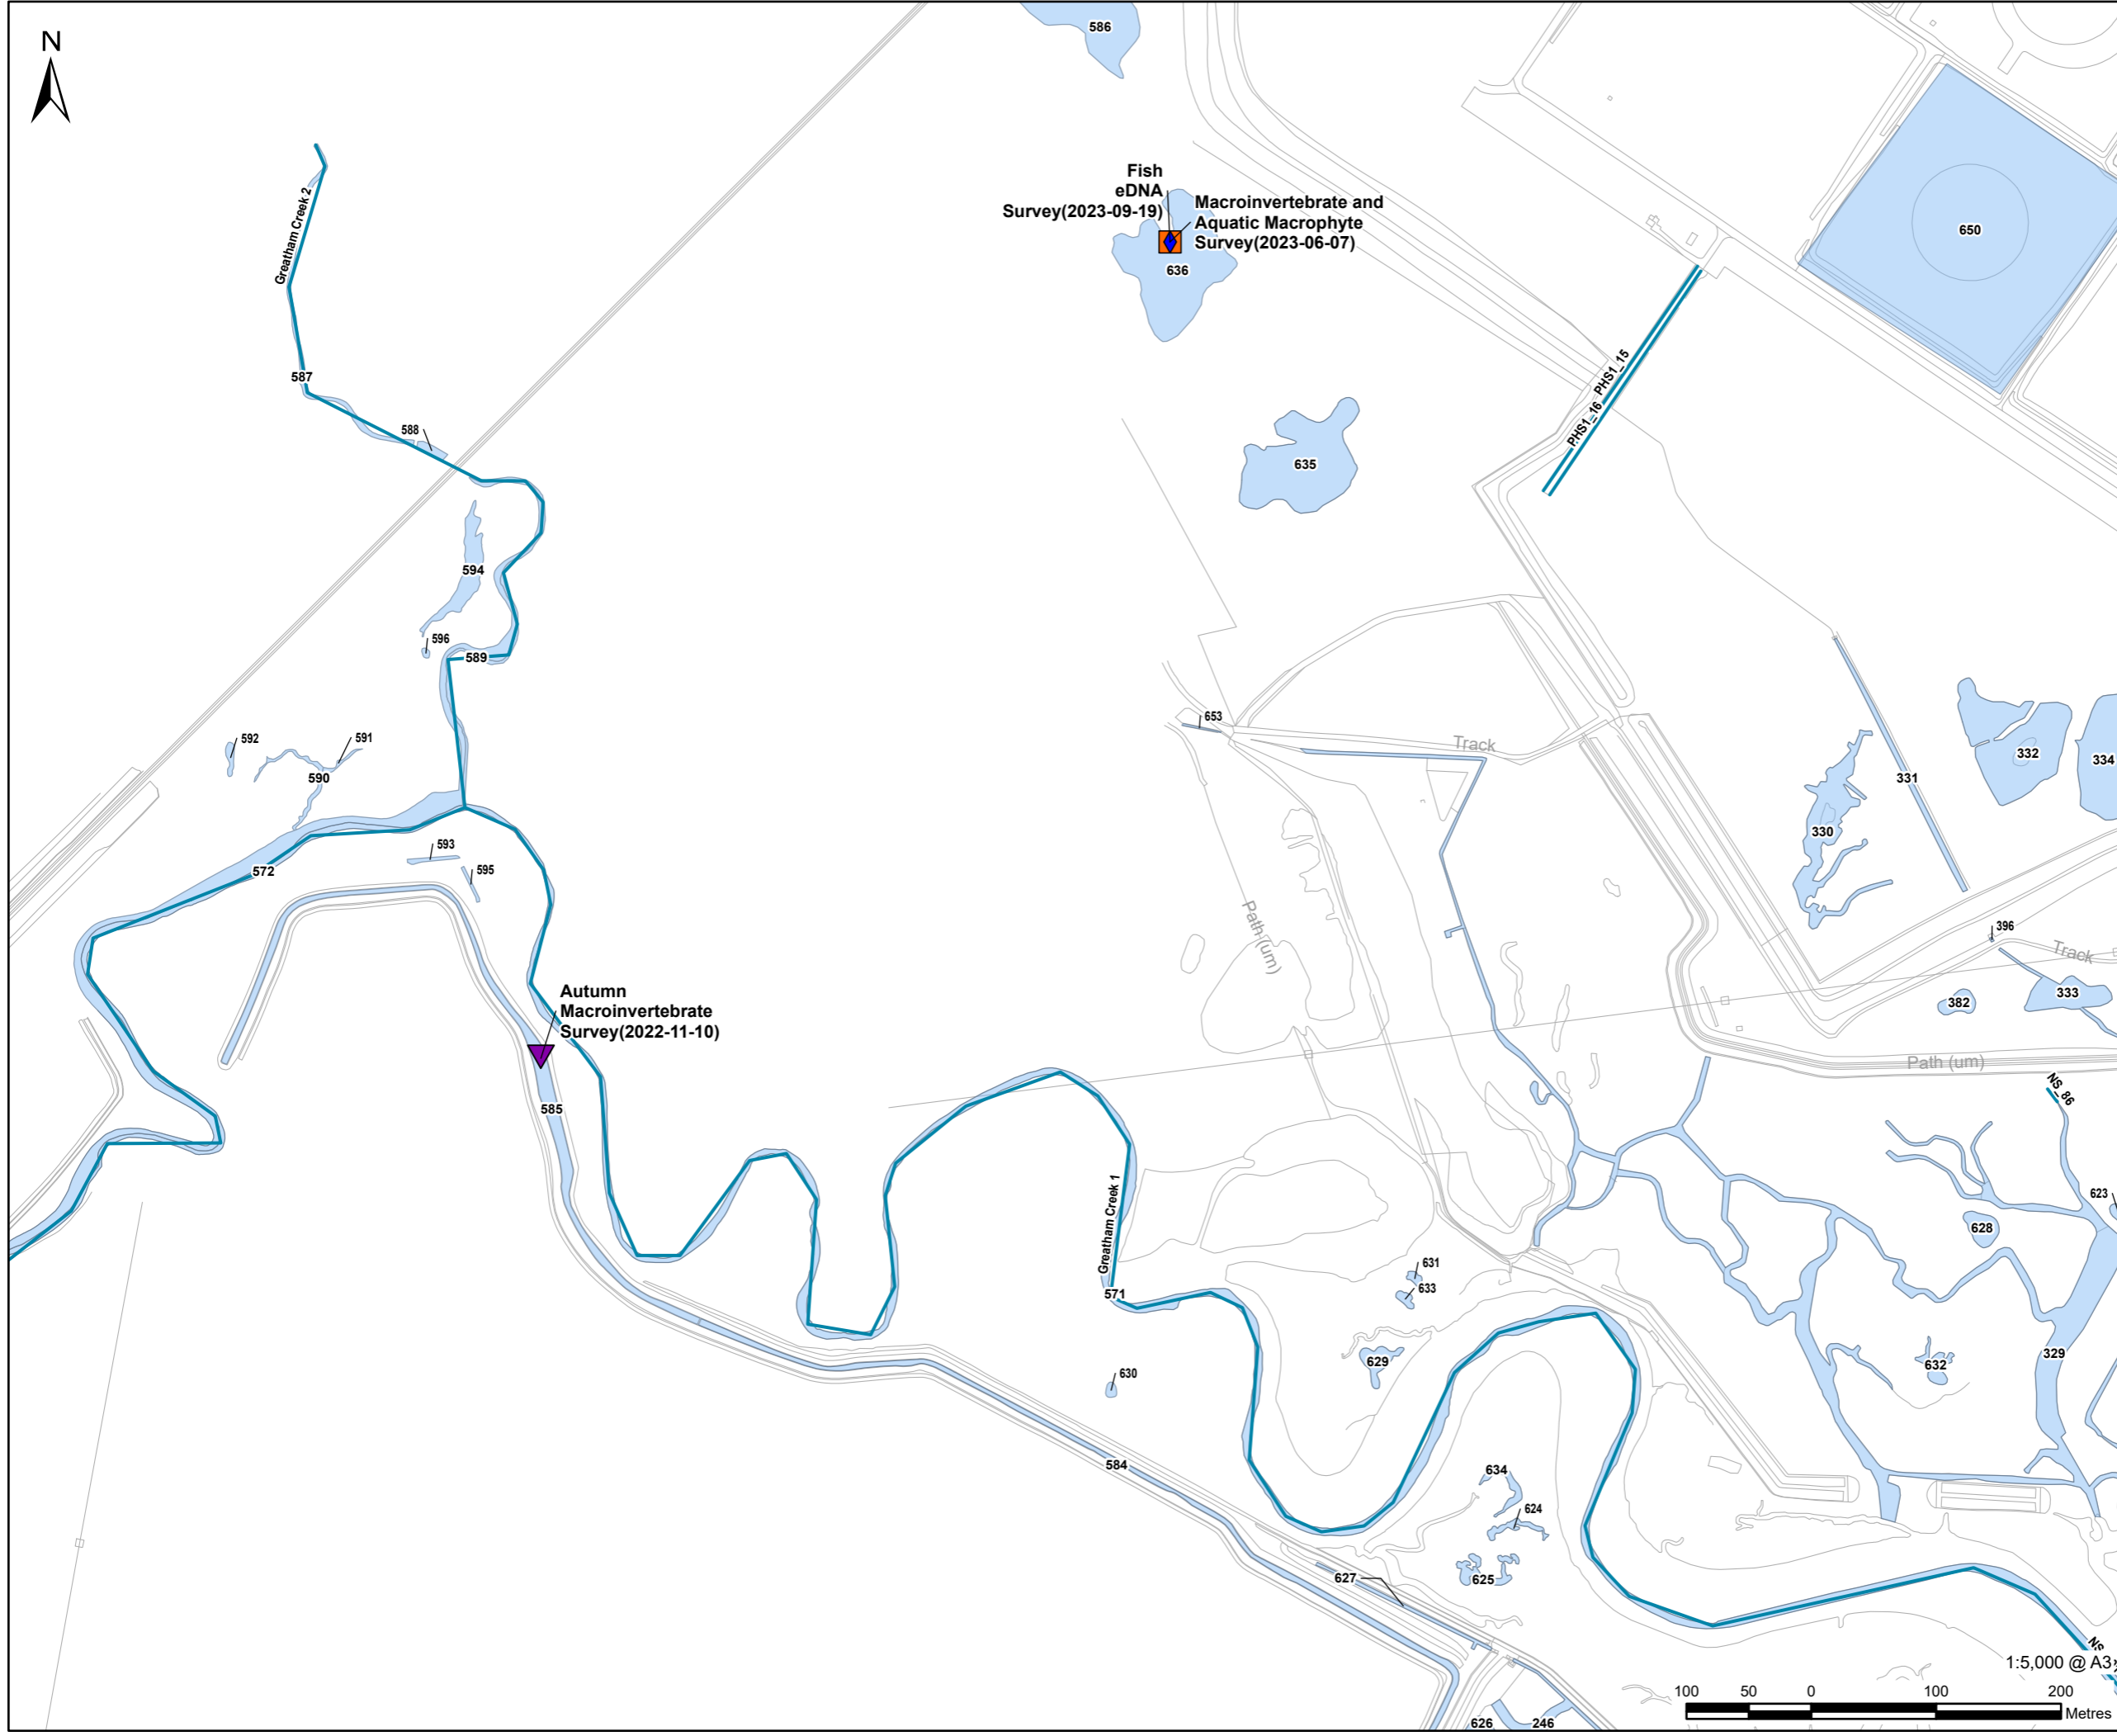 586
N
Fish
eDNA
Survey(2023-09-19)
Macroinvertebrate and
Aquatic Macrophyte
Survey(2023-06-07)
Greatham Creek 2
650
636
PHS1_15
587
PHS1_16
588
635
594
596
589
653
Track
592
591
590
332
334
331
330
593
572
595
Path (um)
396
Track
Autumn
Macroinvertebrate
Survey(2022-11-10)
333
382
Path (um)
585
NS_86
623
Greatham Creek 1
628
631
633
571
329
629
632
630
584
634
624
627
625
NS
1:5,000 @ A3
100 50 0 100 200
Metres
626
246